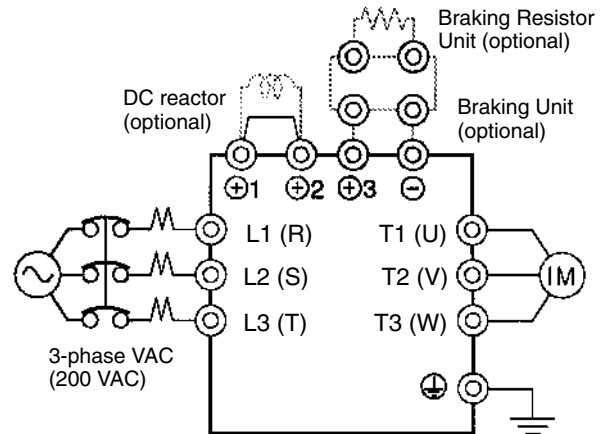 Braking Resistor
Unit (optional)
DC reactor
(optional)
Braking Unit
(optional)
⊕1 ⊕2 ⊕3 ⊖
L1 (R) T1 (U)
L2 (S) T2 (V) IM
L3 (T) T3 (W)
3-phase VAC
(200 VAC)